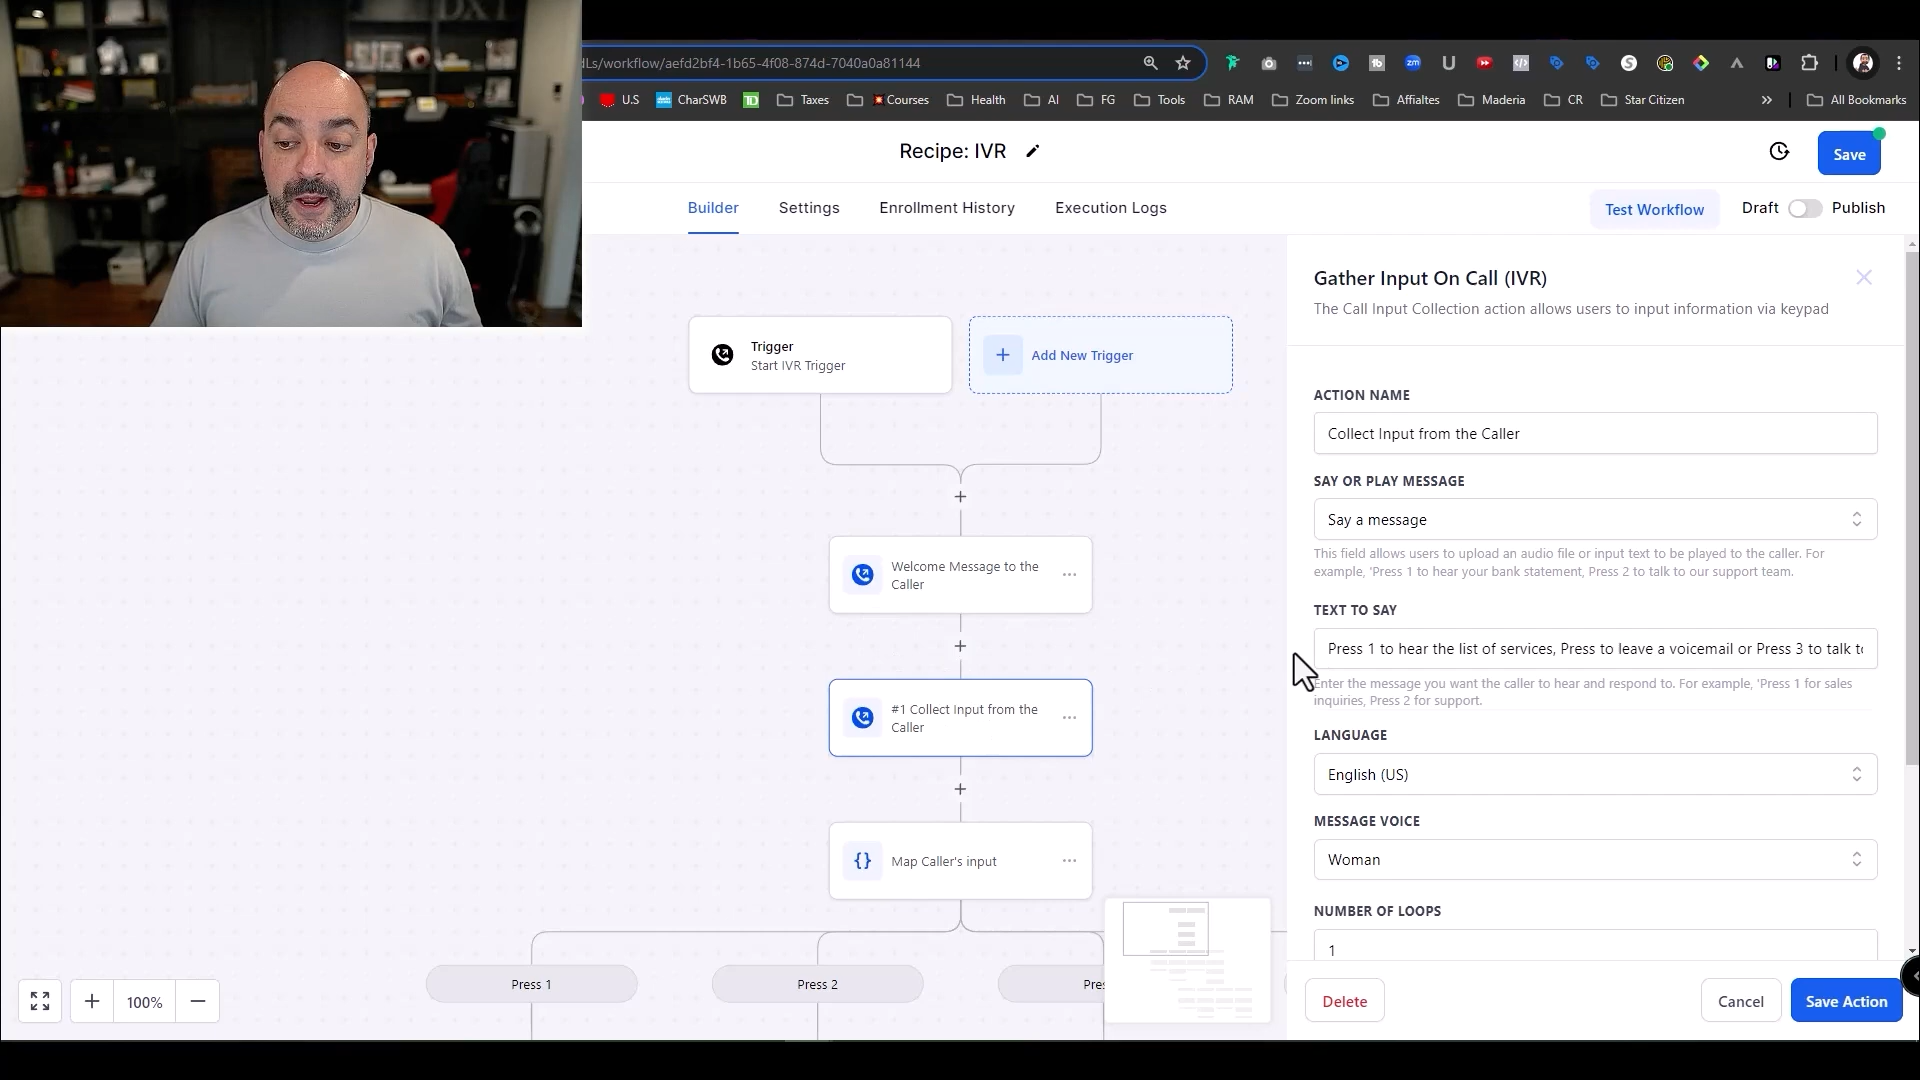 DX1
dLs/workflow/aefd2bf4-1b65-4f08-874d-7040a0a81144
U.S
CharSWB
Taxes
Courses
Health
AI
FG
Tools
RAM
Zoom links
Affialtes
Maderia
CR
Star Citizen
All Bookmarks
Recipe: IVR
Save
Builder
Settings
Enrollment History
Execution Logs
Test Workflow
Draft
Publish
Trigger
Start IVR Trigger
Add New Trigger
Welcome Message to the
Caller
#1 Collect Input from the
Caller
Map Caller's input
Press 1
Press 2
Pres
100%
Gather Input On Call (IVR)
The Call Input Collection action allows users to input information via keypad
ACTION NAME
Collect Input from the Caller
SAY OR PLAY MESSAGE
Say a message
This field allows users to upload an audio file or input text to be played to the caller. For
example, 'Press 1 to hear your bank statement, Press 2 to talk to our support team.
TEXT TO SAY
Press 1 to hear the list of services, Press to leave a voicemail or Press 3 to talk to
Enter the message you want the caller to hear and respond to. For example, 'Press 1 for sales
inquiries, Press 2 for support.
LANGUAGE
English (US)
MESSAGE VOICE
Woman
NUMBER OF LOOPS
1
Delete
Cancel
Save Action